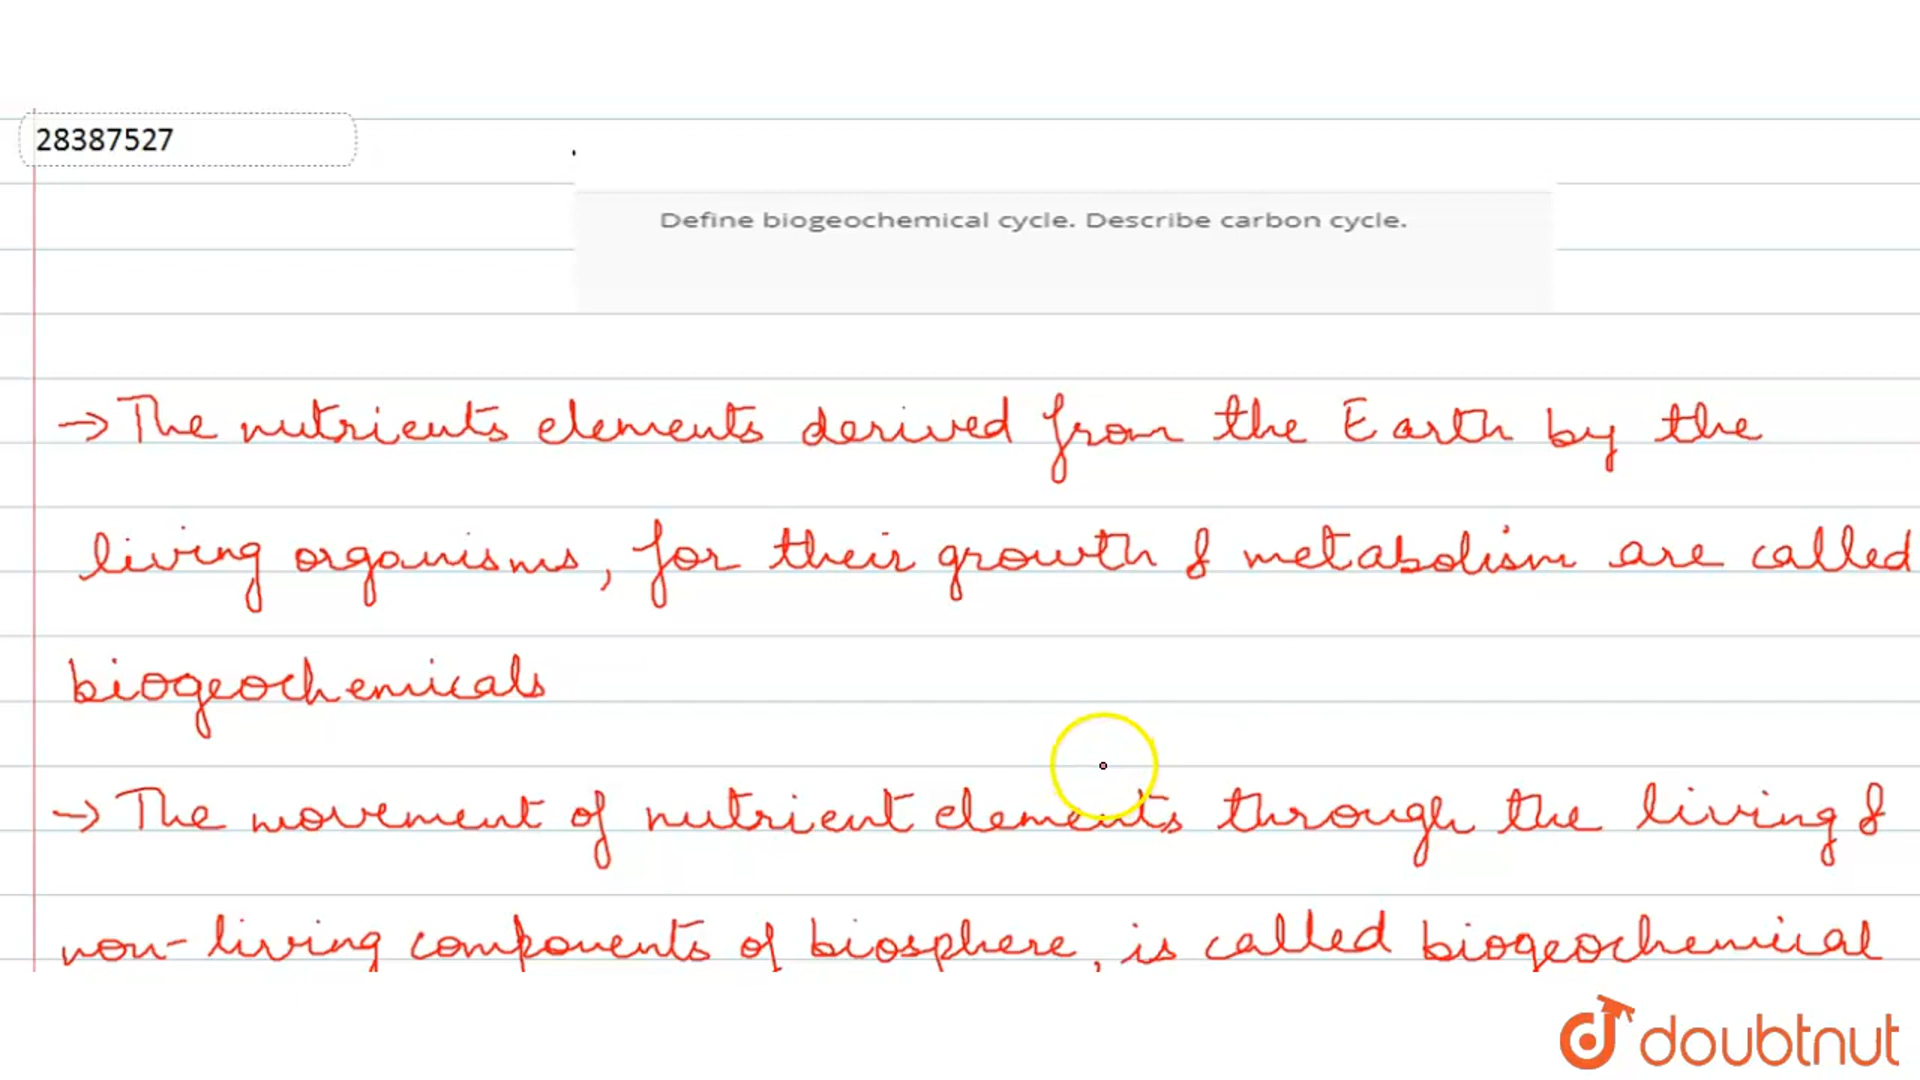 28387527
Define biogeochemical cycle. Describe carbon cycle.
→ The nutrients elements derived from the Earth by the
living organisms, for their growth & metabolism are called
biogeochemicals
→ The movement of nutrient elements through the living &
non-living components of biosphere, is called biogeochemical
doubtnut